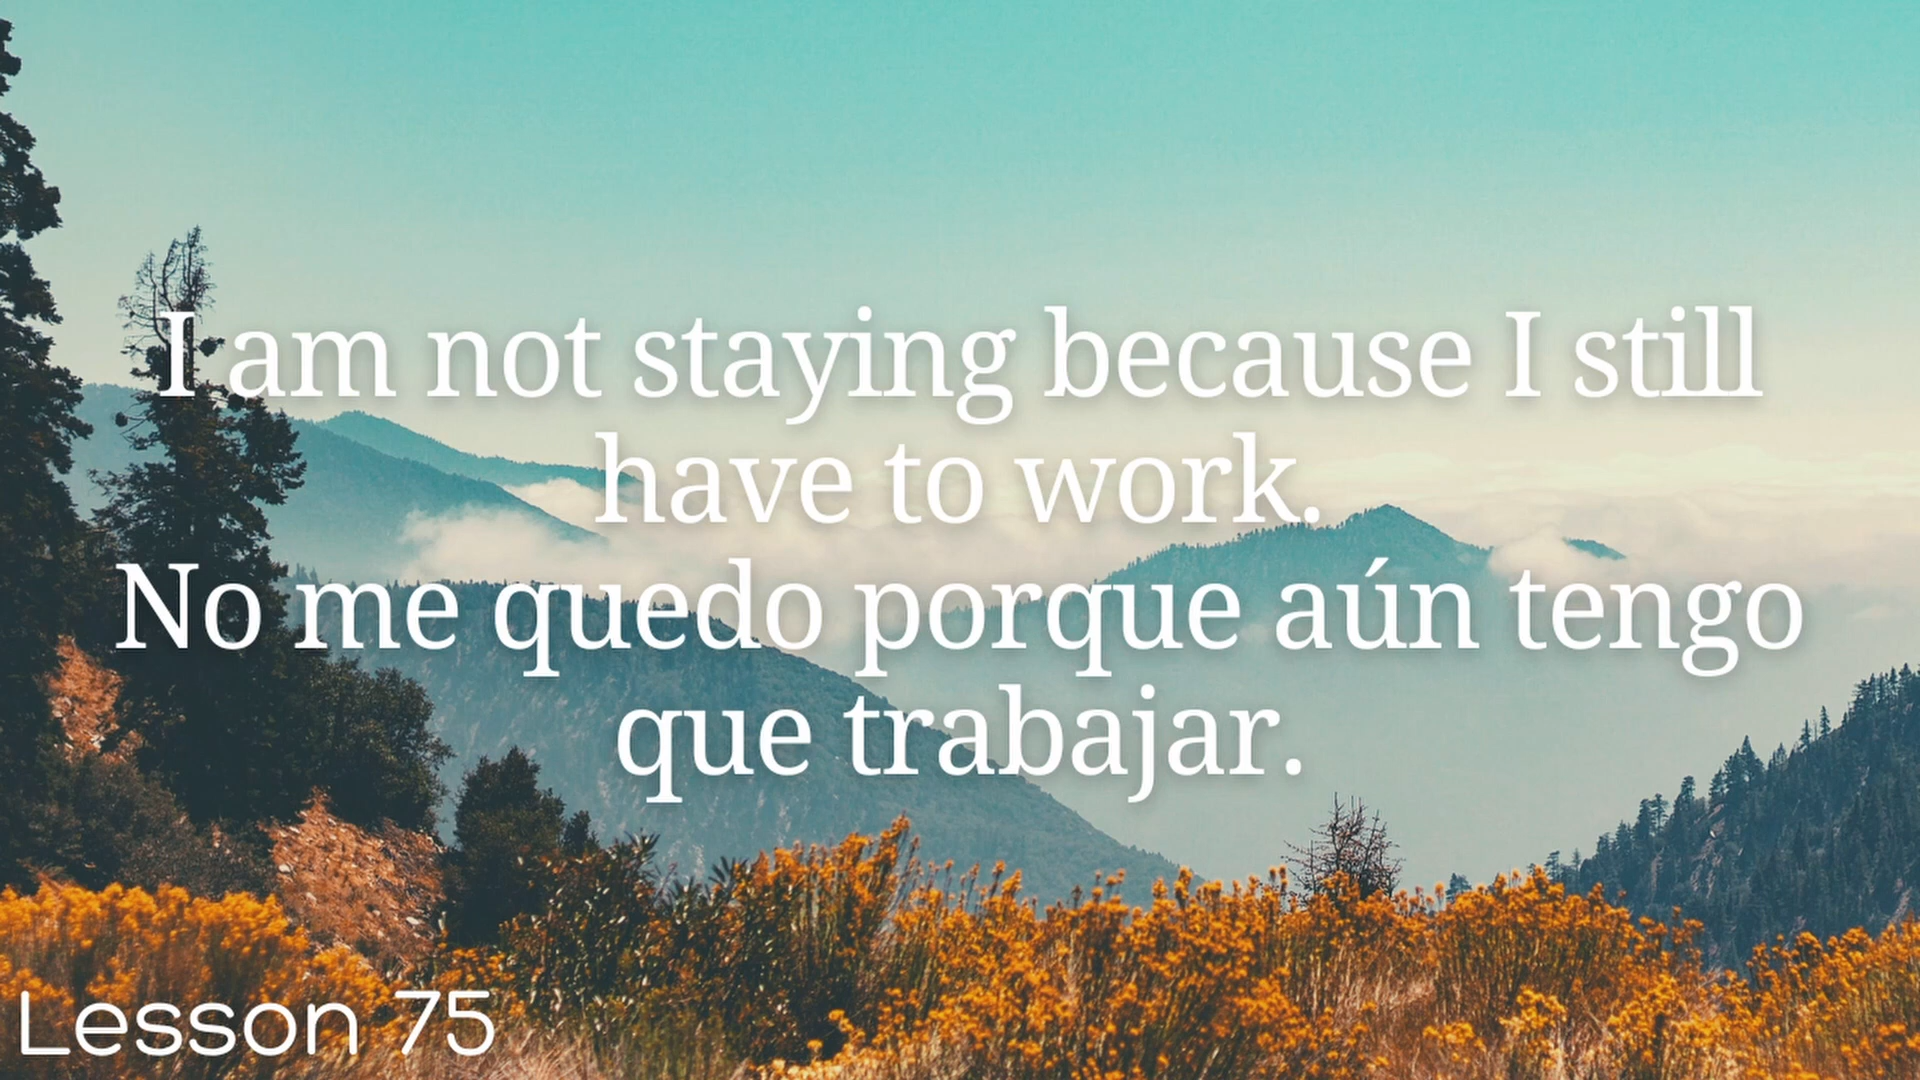 I am not staying because I still
have to work.
No me quedo porque aún tengo
que trabajar.
Lesson 75